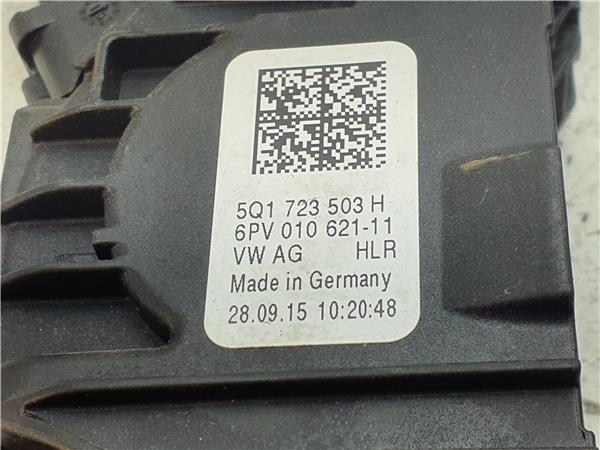 5Q1 723 503 H
6PV 010 621-11
VW AG HLR
Made in Germany
28.09.15 10:20:48